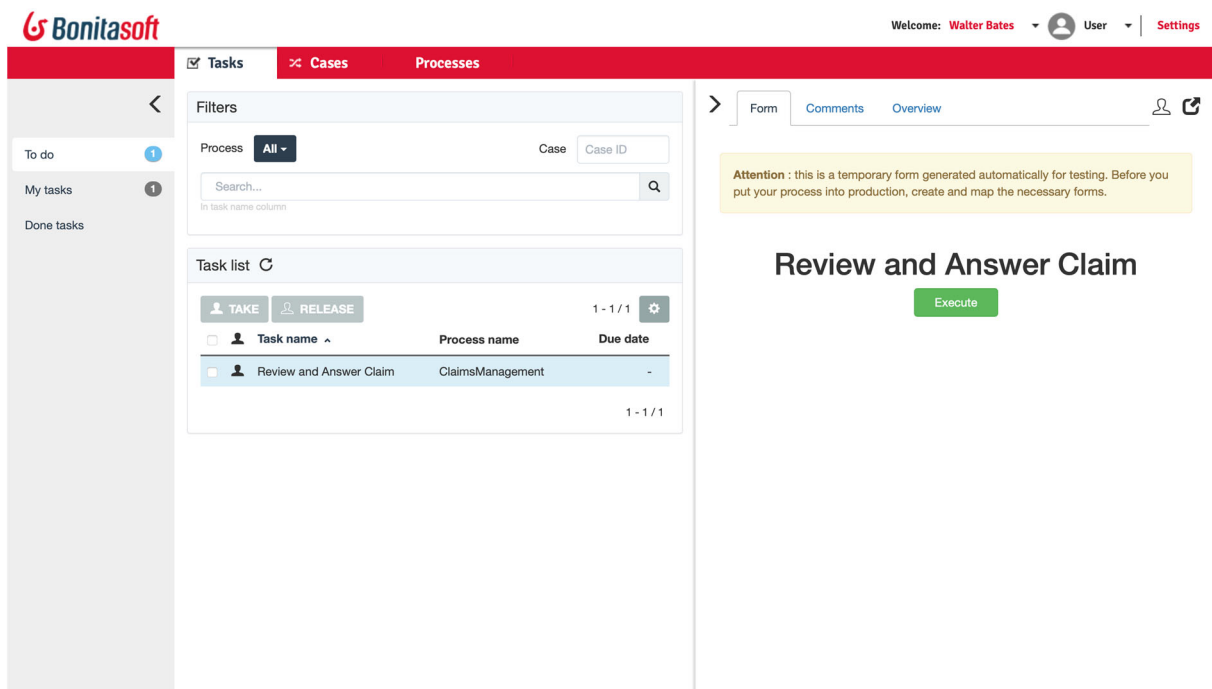 Bonitasoft
Welcome: Walter Bates User Settings
Tasks Cases Processes
To do 1
My tasks 1
Done tasks
Filters
Process All Case Case ID
Search...
In task name column
Task list
TAKE RELEASE 1 - 1 / 1
Task name Process name Due date
Review and Answer Claim ClaimsManagement -
1 - 1 / 1
Form Comments Overview
Attention : this is a temporary form generated automatically for testing. Before you
put your process into production, create and map the necessary forms.
Review and Answer Claim
Execute